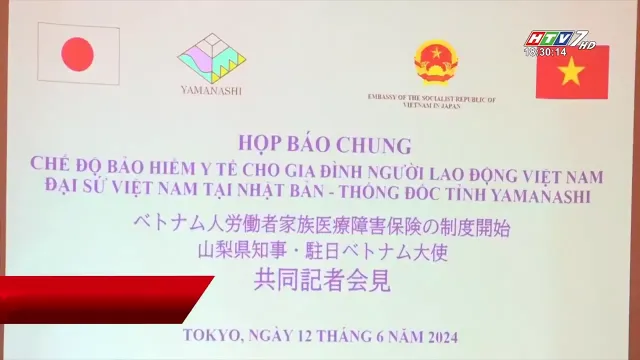 HTV7 HD
18:30:14
YAMANASHI
EMBASSY OF THE SOCIALIST REPUBLIC OF
VIETNAM IN JAPAN
HỌP BÁO CHUNG
CHẾ ĐỘ BẢO HIỂM Y TẾ CHO GIA ĐÌNH NGƯỜI LAO ĐỘNG VIỆT NAM
ĐẠI SỨ VIỆT NAM TẠI NHẬT BẢN - THỐNG ĐỐC TỈNH YAMANASHI
ベトナム人労働者家族医療障害保険の制度開始
山梨県知事・駐日ベトナム大使
共同記者会見
TOKYO, NGÀY 12 THÁNG 6 NĂM 2024